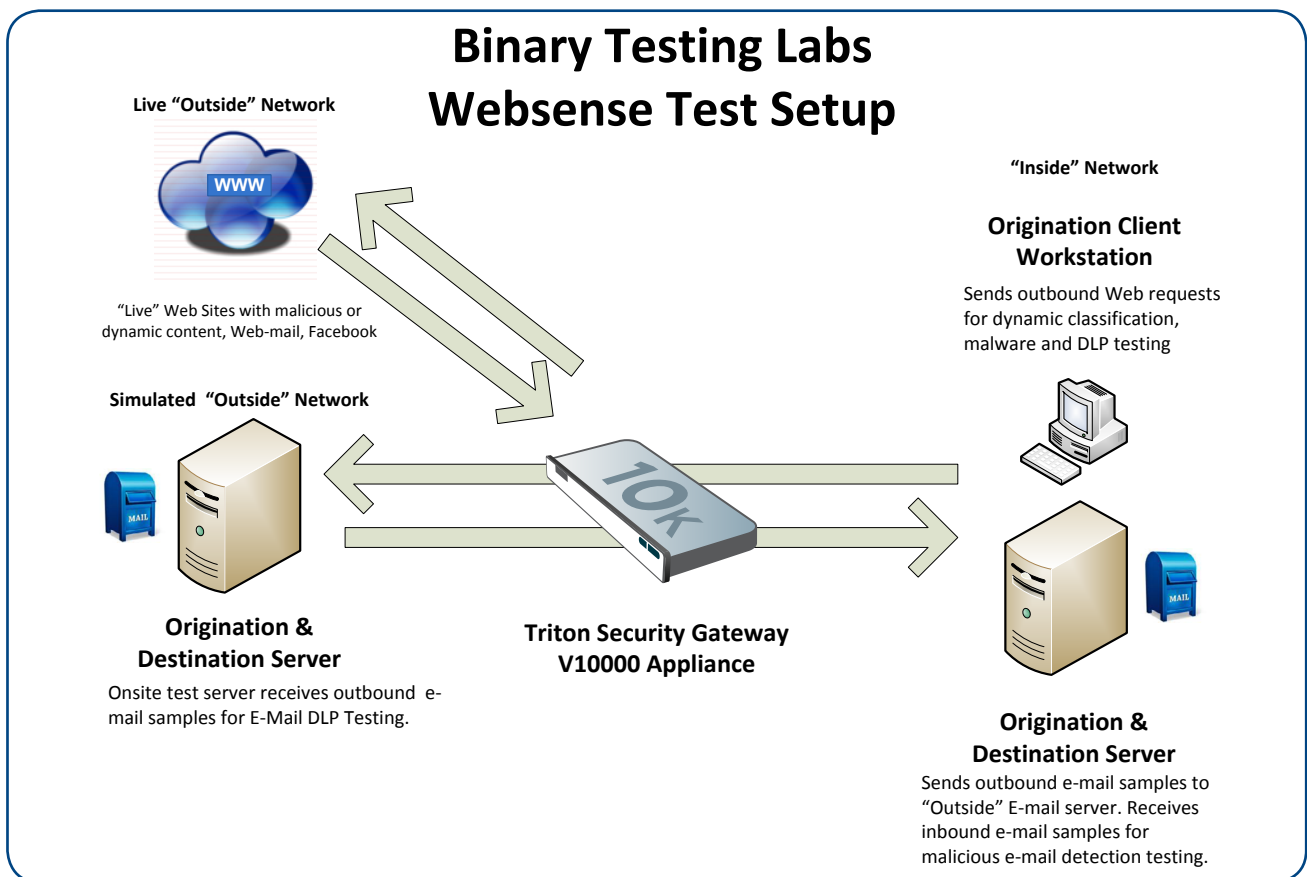 Binary Testing Labs
Websense Test Setup
Live “Outside” Network
WWW
“Live” Web Sites with malicious or
dynamic content, Web-mail, Facebook
Simulated “Outside” Network
MAIL
Origination &
Destination Server
Onsite test server receives outbound e-
mail samples for E-Mail DLP Testing.
10K
Triton Security Gateway
V10000 Appliance
“Inside” Network
Origination Client
Workstation
Sends outbound Web requests
for dynamic classification,
malware and DLP testing
MAIL
Origination &
Destination Server
Sends outbound e-mail samples to
“Outside” E-mail server. Receives
inbound e-mail samples for
malicious e-mail detection testing.